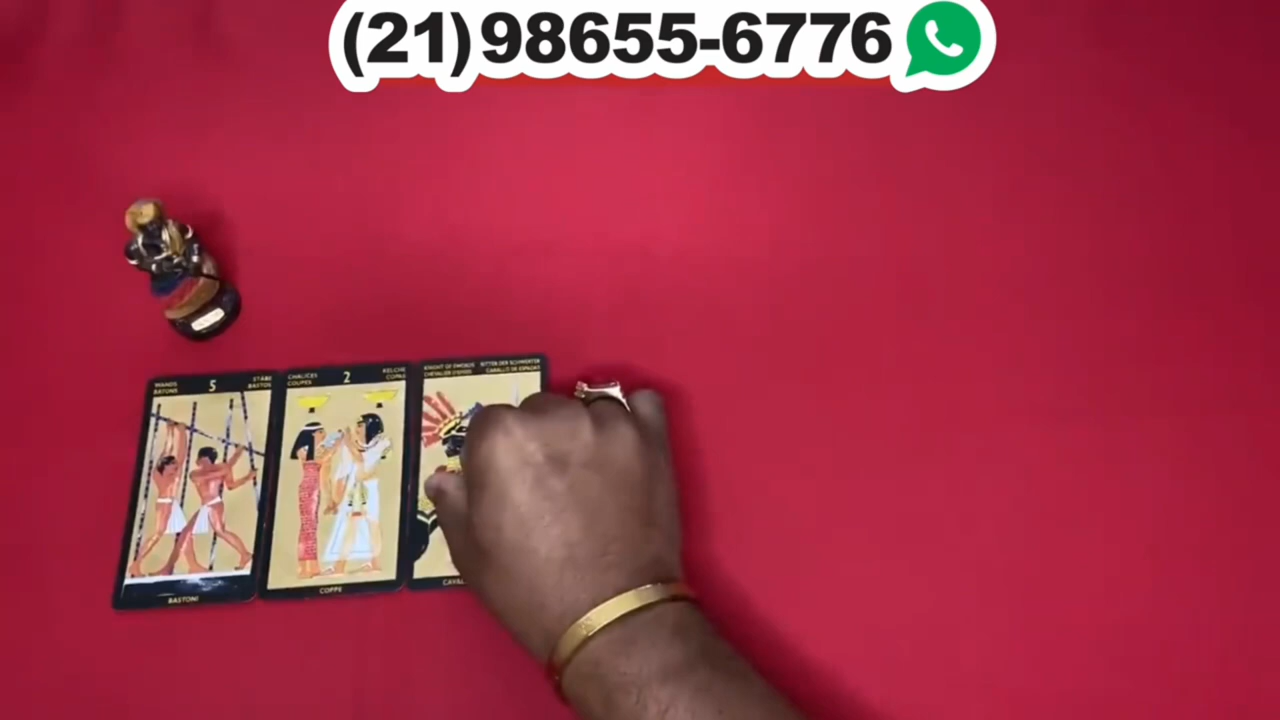 (21)98655-6776
WANDS
BATONS
5
STÄBE
BASTOS
BASTONI
CHALICES
COUPES
2
KELCHE
COPAS
COPPE
KNIGHT OF SWORDS
CHEVALIER D'EPEES
RITTER DER SCHWERTER
CABALLO DE ESPADAS